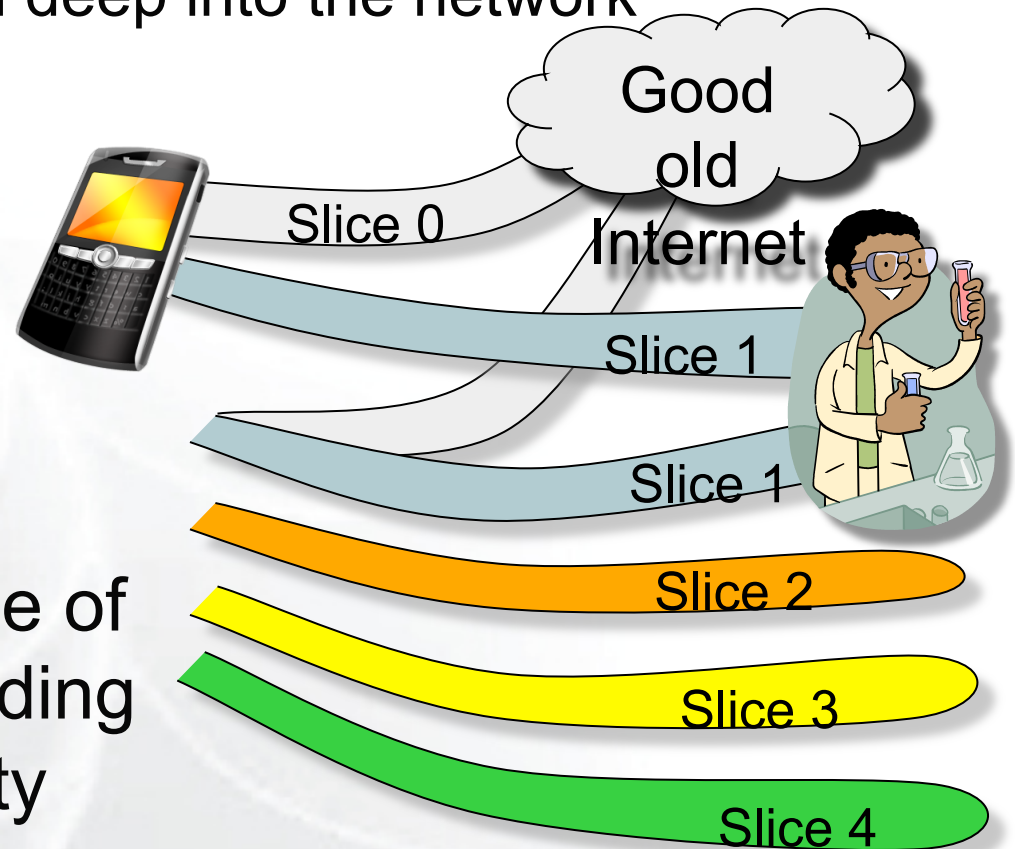 deep into the network
Good
old
Internet
Slice 0
Slice 1
Slice 1
Slice 2
e of
ding
ty
Slice 3
Slice 4